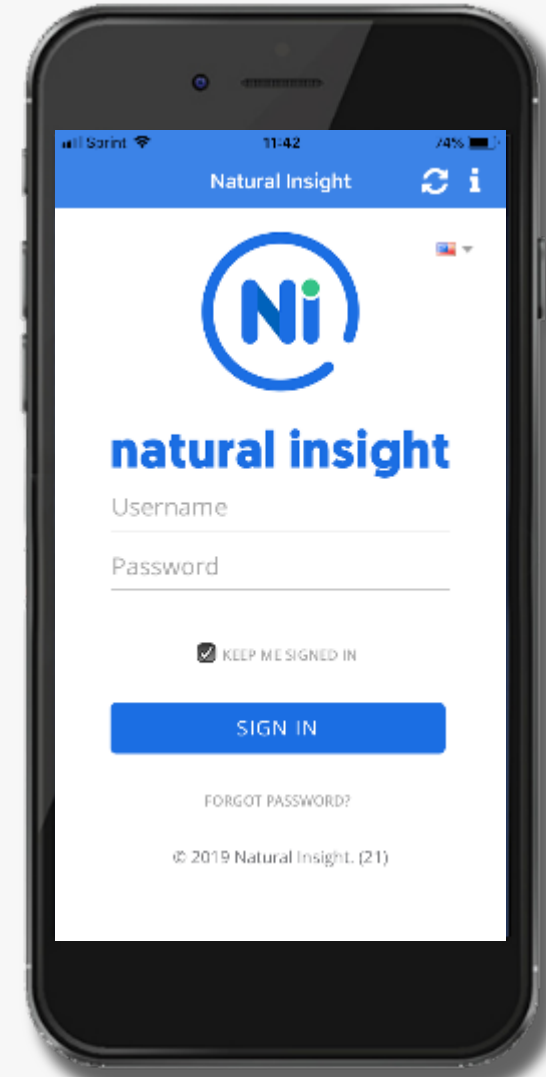 Sprint 11:42 74%
Natural Insight
Ni
natural insight
Username
Password
KEEP ME SIGNED IN
SIGN IN
FORGOT PASSWORD?
© 2019 Natural Insight. (21)